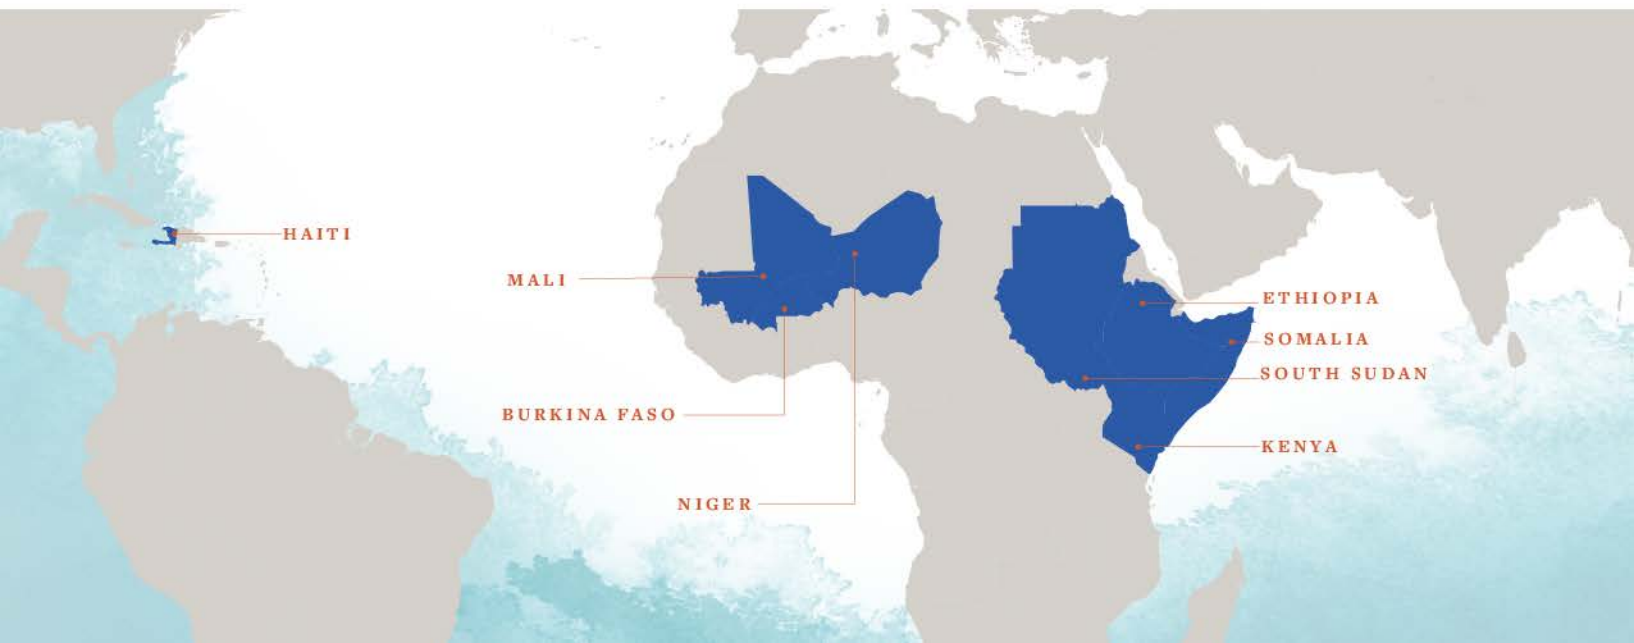 HAITI
MALI
ETHIOPIA
SOMALIA
SOUTH SUDAN
BURKINA FASO
KENYA
NIGER